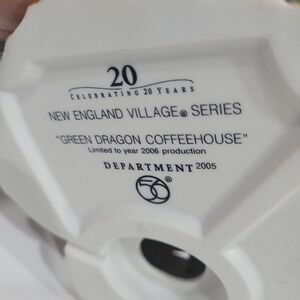 20
CELEBRATING 20 YEARS
NEW ENGLAND VILLAGE® SERIES
"GREEN DRAGON COFFEEHOUSE"
Limited to year 2006 production
DEPARTMENT 2005
56®